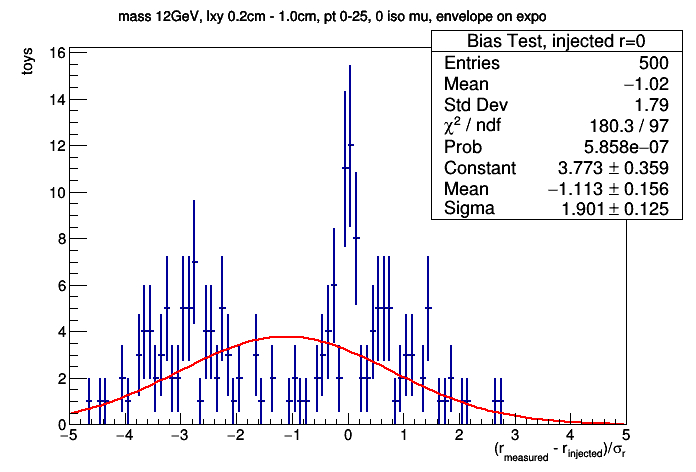 mass 12GeV, lxy 0.2cm - 1.0cm, pt 0-25, 0 iso mu, envelope on expo
Bias Test, injected r=0
Entries 500
Mean −1.02
Std Dev 1.79
χ² / ndf 180.3 / 97
Prob 5.858e−07
Constant 3.773 ± 0.359
Mean −1.113 ± 0.156
Sigma 1.901 ± 0.125
toys
16
14
12
10
8
6
4
2
0
−5 −4 −3 −2 −1 0 1 2 3 4 5
(r_measured - r_injected)/σ_r